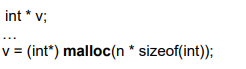 int * v;
...
v = (int*) malloc(n * sizeof(int));